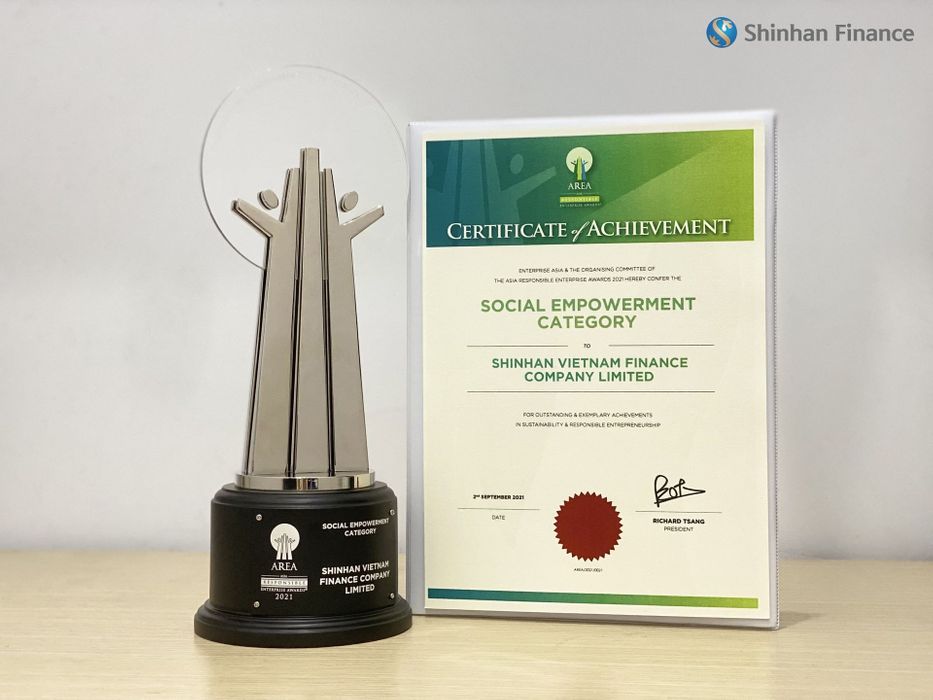 Shinhan Finance
AREA
ASIA
RESPONSIBLE
ENTERPRISE AWARDS
CERTIFICATE of ACHIEVEMENT
ENTERPRISE ASIA & THE ORGANISING COMMITTEE OF
THE ASIA RESPONSIBLE ENTERPRISE AWARDS 2021 HEREBY CONFER THE
SOCIAL EMPOWERMENT
CATEGORY
TO
SHINHAN VIETNAM FINANCE
COMPANY LIMITED
FOR OUTSTANDING & EXEMPLARY ACHIEVEMENTS
IN SUSTAINABILITY & RESPONSIBLE ENTREPRENEURSHIP
2ND SEPTEMBER 2021
DATE
RICHARD TSANG
PRESIDENT
SOCIAL EMPOWERMENT
CATEGORY
SHINHAN VIETNAM
FINANCE COMPANY
LIMITED
AREA
ASIA
RESPONSIBLE
ENTERPRISE AWARDS
2021